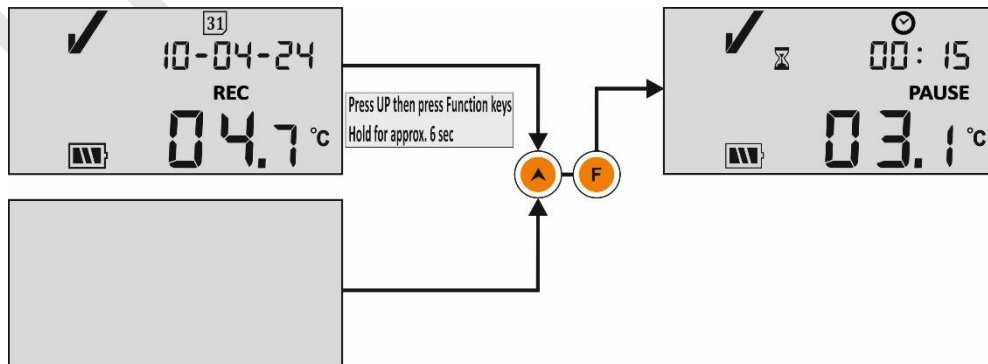 31
10-04-24
REC
04.7 °C
Press UP then press Function keys
Hold for approx. 6 sec
F
00:15
PAUSE
03.1 °C